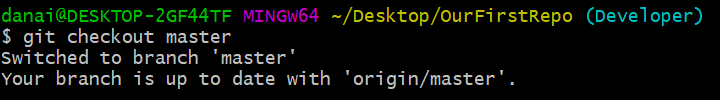 danai@DESKTOP-2GF44TF MINGW64 ~/Desktop/OurFirstRepo (Developer)
$ git checkout master
Switched to branch 'master'
Your branch is up to date with 'origin/master'.